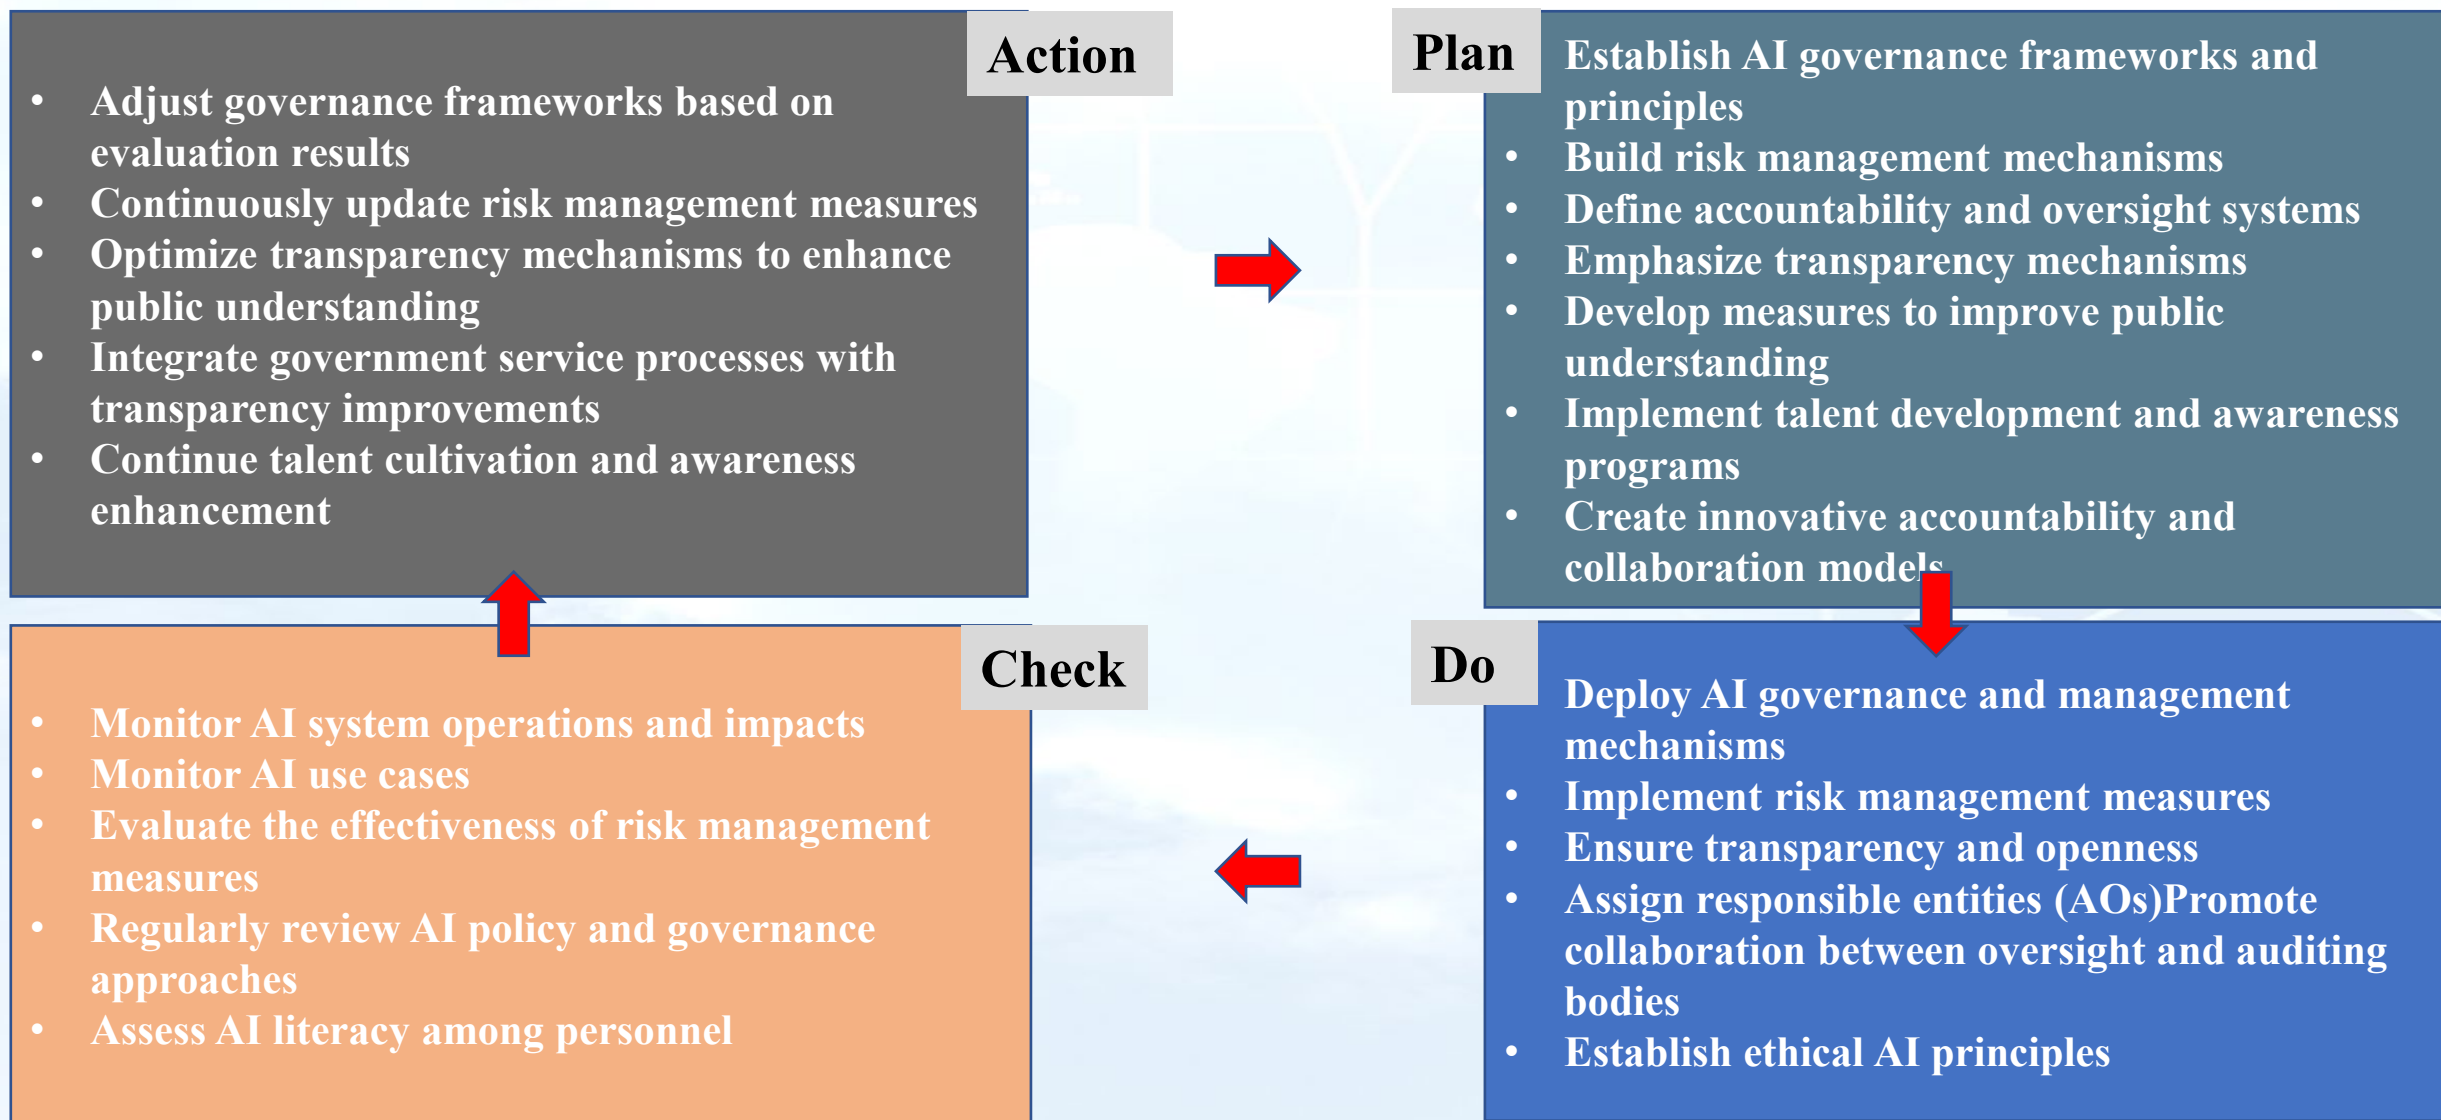 Action
• Adjust governance frameworks based on
evaluation results
• Continuously update risk management measures
• Optimize transparency mechanisms to enhance
public understanding
• Integrate government service processes with
transparency improvements
• Continue talent cultivation and awareness
enhancement
Plan
Establish AI governance frameworks and
principles
• Build risk management mechanisms
• Define accountability and oversight systems
• Emphasize transparency mechanisms
• Develop measures to improve public
understanding
• Implement talent development and awareness
programs
• Create innovative accountability and
collaboration models
Check
• Monitor AI system operations and impacts
• Monitor AI use cases
• Evaluate the effectiveness of risk management
measures
• Regularly review AI policy and governance
approaches
• Assess AI literacy among personnel
Do
Deploy AI governance and management
mechanisms
• Implement risk management measures
• Ensure transparency and openness
• Assign responsible entities (AOs)Promote
collaboration between oversight and auditing
bodies
• Establish ethical AI principles